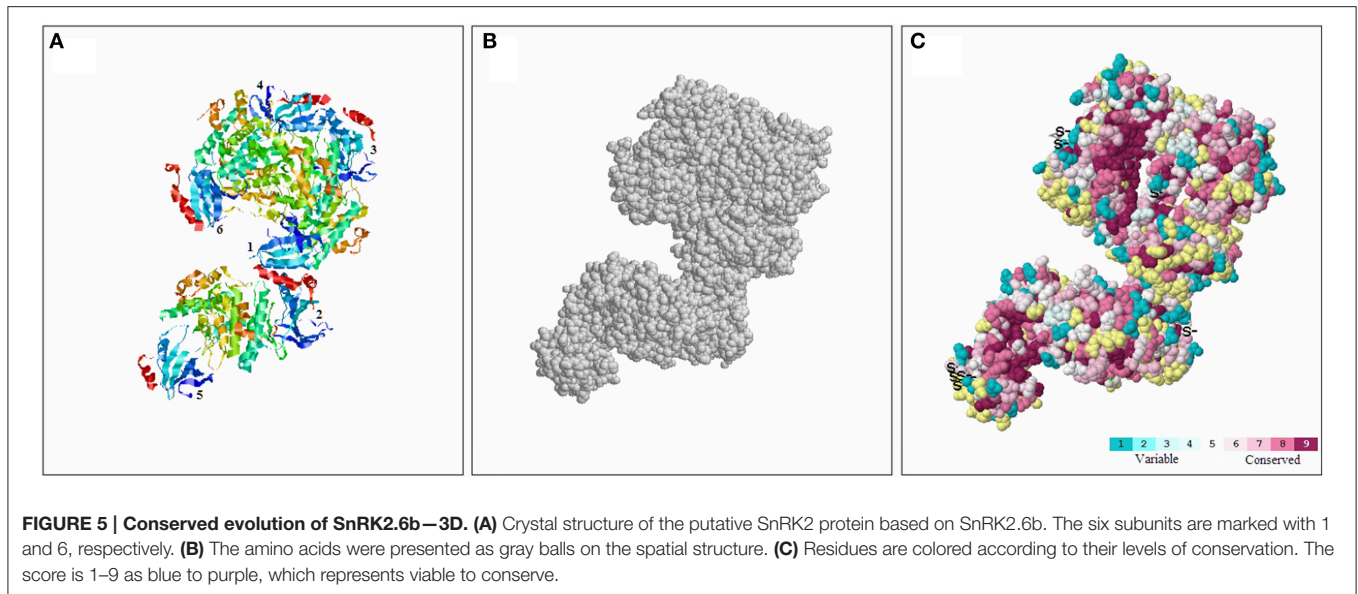 A
B
C
4
3
6
1
2
5
S-
S-
S
S-
S
S
S
1 2 3 4 5 6 7 8 9
Variable Conserved
FIGURE 5 | Conserved evolution of SnRK2.6b—3D. (A) Crystal structure of the putative SnRK2 protein based on SnRK2.6b. The six subunits are marked with 1
and 6, respectively. (B) The amino acids were presented as gray balls on the spatial structure. (C) Residues are colored according to their levels of conservation. The
score is 1–9 as blue to purple, which represents viable to conserve.